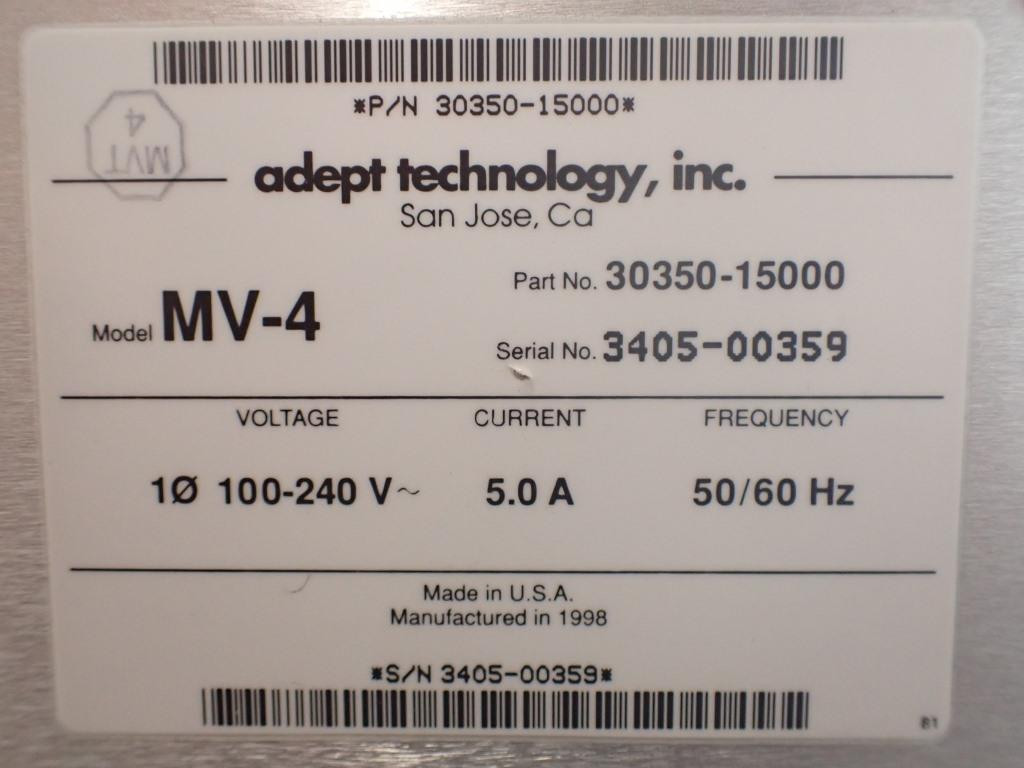 *P/N 30350-15000*
MVT
4
adept technology, inc.
San Jose, Ca
Part No. 30350-15000
Model MV-4
Serial No. 3405-00359
VOLTAGE CURRENT FREQUENCY
1Ø 100-240 V~ 5.0 A 50/60 Hz
Made in U.S.A.
Manufactured in 1998
*S/N 3405-00359*
B1